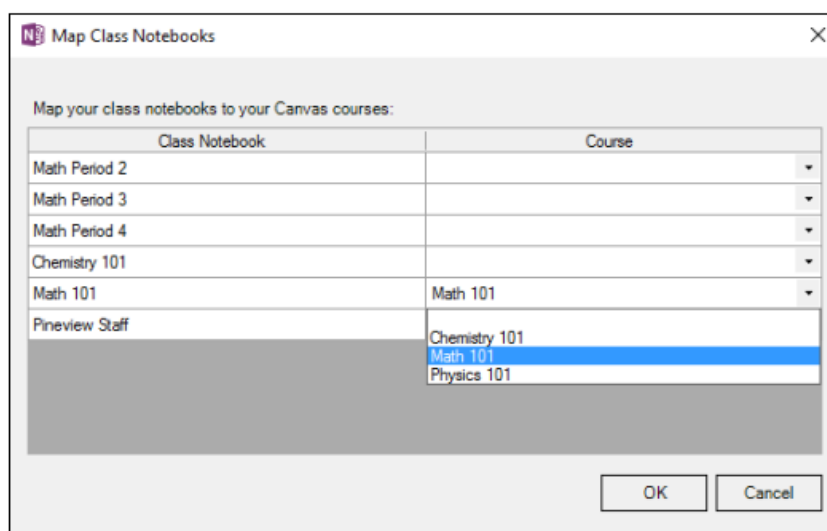 N Map Class Notebooks
Map your class notebooks to your Canvas courses:
Class Notebook Course
Math Period 2
Math Period 3
Math Period 4
Chemistry 101
Math 101 Math 101
Pineview Staff
Chemistry 101
Math 101
Physics 101
OK Cancel